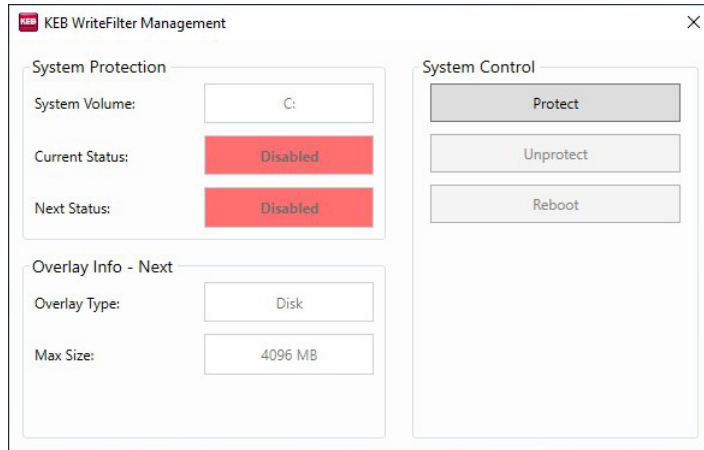 KEB KEB WriteFilter Management
System Protection
System Volume: C:
Current Status: Disabled
Next Status: Disabled
Overlay Info - Next
Overlay Type: Disk
Max Size: 4096 MB
System Control
Protect
Unprotect
Reboot